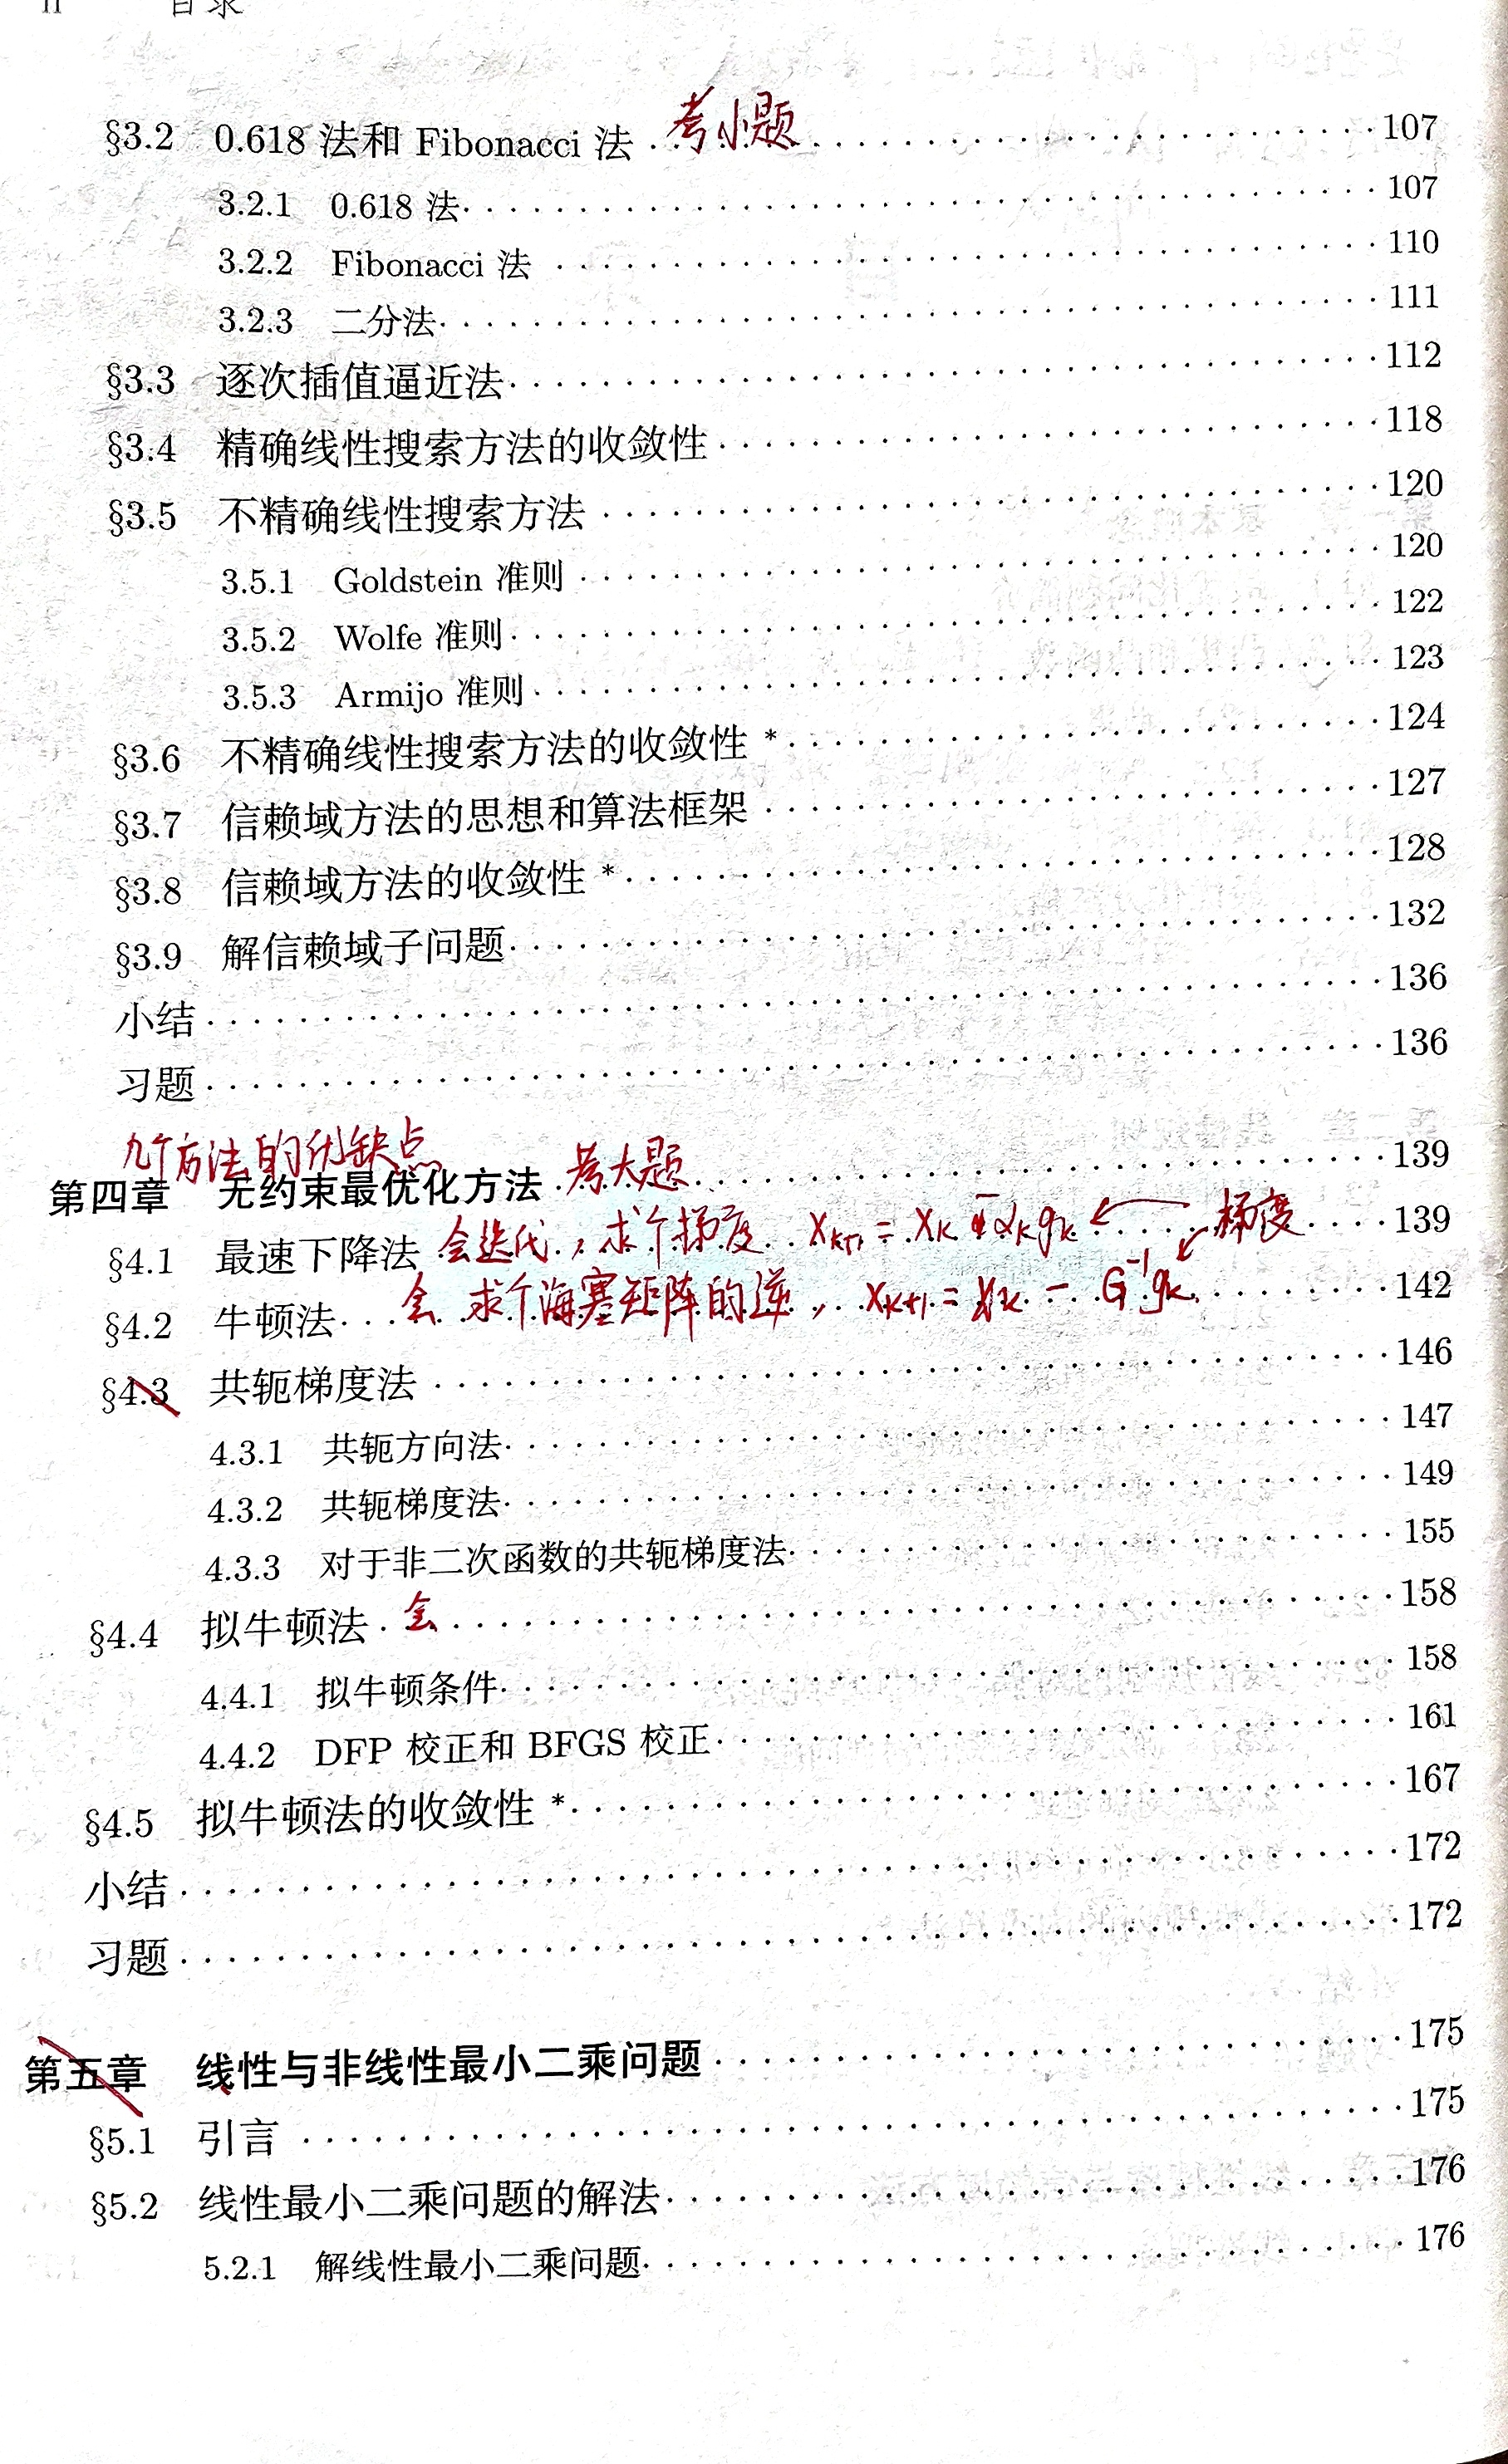 II 目录
§3.2 0.618 法和 Fibonacci 法 考小题 107
3.2.1 0.618 法 107
3.2.2 Fibonacci 法 110
3.2.3 二分法 111
§3.3 逐次插值逼近法 112
§3.4 精确线性搜索方法的收敛性 118
§3.5 不精确线性搜索方法 120
3.5.1 Goldstein 准则 120
3.5.2 Wolfe 准则 122
3.5.3 Armijo 准则 123
§3.6 不精确线性搜索方法的收敛性 * 124
§3.7 信赖域方法的思想和算法框架 127
§3.8 信赖域方法的收敛性 * 128
§3.9 解信赖域子问题 132
小结 136
习题 136
几个方法的优缺点
第四章 无约束最优化方法 考大题 139
§4.1 最速下降法 会迭代，求个梯度 xₖ₊₁ = xₖ - αₖgₖ ← 梯度 139
§4.2 牛顿法 会 求个海塞矩阵的逆， xₖ₊₁ = xₖ - G⁻¹gₖ 142
§4.3 共轭梯度法 146
4.3.1 共轭方向法 147
4.3.2 共轭梯度法 149
4.3.3 对于非二次函数的共轭梯度法 155
§4.4 拟牛顿法 会 158
4.4.1 拟牛顿条件 158
4.4.2 DFP 校正和 BFGS 校正 161
§4.5 拟牛顿法的收敛性 * 167
小结 172
习题 172
第五章 线性与非线性最小二乘问题 175
§5.1 引言 175
§5.2 线性最小二乘问题的解法 176
5.2.1 解线性最小二乘问题 176